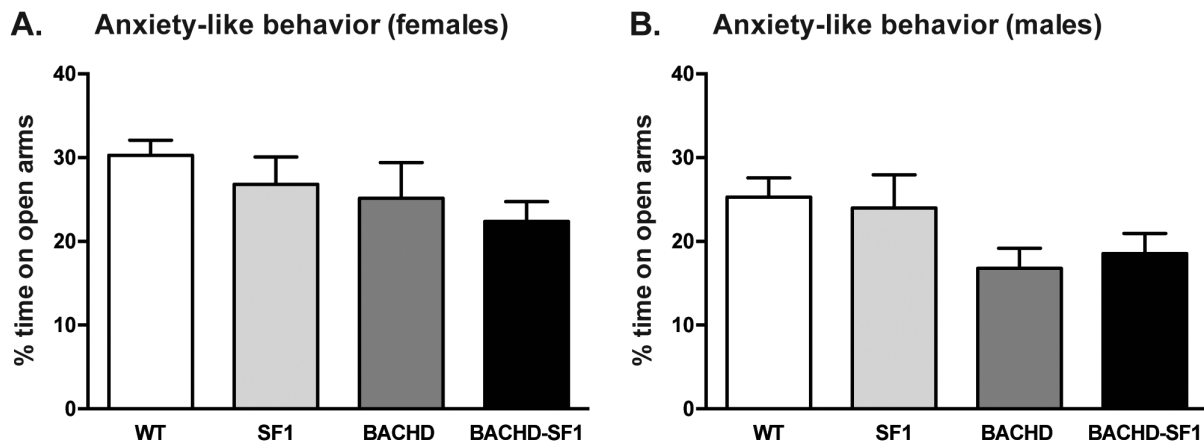 A. Anxiety-like behavior (females)
% time on open arms
40
30
20
10
0
WT SF1 BACHD BACHD-SF1
B. Anxiety-like behavior (males)
% time on open arms
40
30
20
10
0
WT SF1 BACHD BACHD-SF1